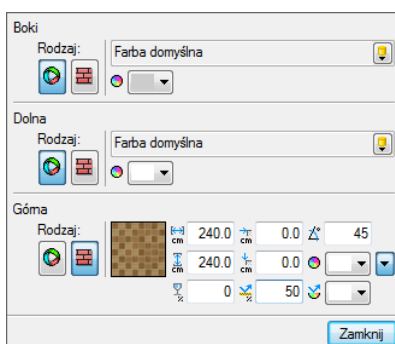 Boki
Rodzaj: Farba domyślna
Dolna
Rodzaj: Farba domyślna
Góma
Rodzaj: cm 240.0 cm 0.0 45
cm 240.0 cm 0.0
% 0 % 50
Zamknij